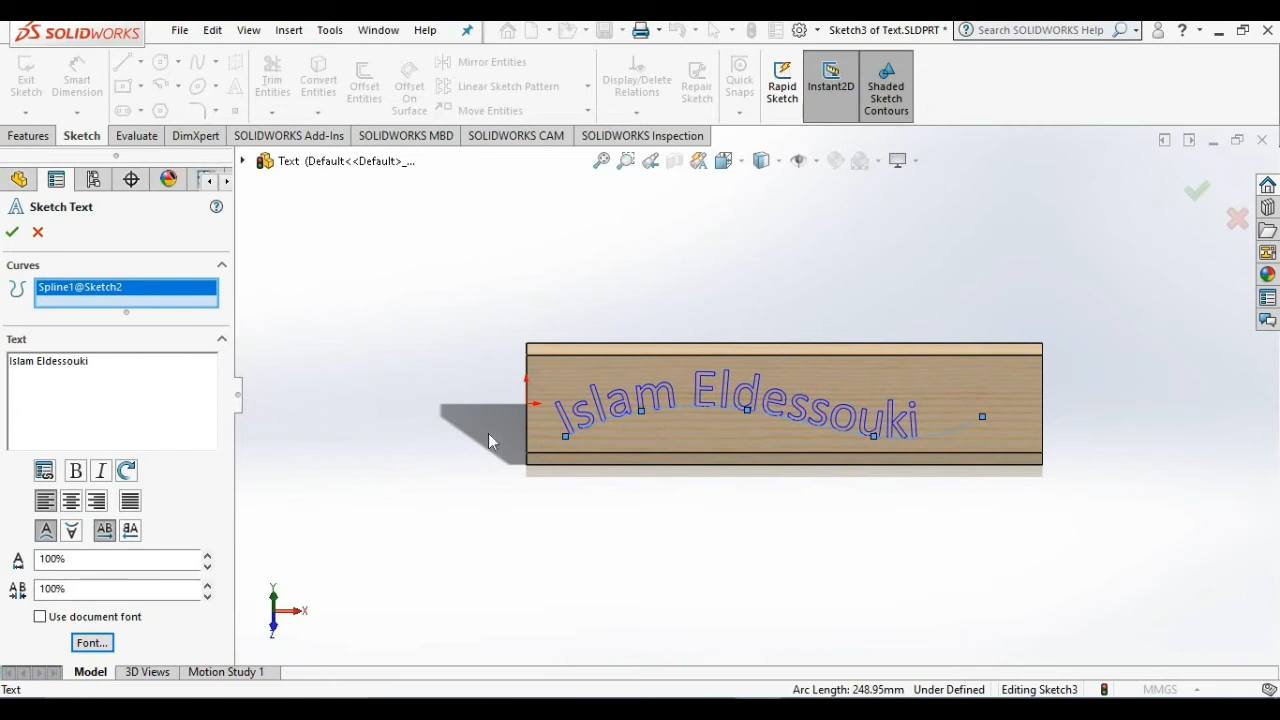 SOLIDWORKS
File Edit View Insert Tools Window Help
Sketch3 of Text.SLDPRT *
Search SOLIDWORKS Help
Exit Sketch
Smart Dimension
Trim Entities
Convert Entities
Offset Entities
Offset On Surface
Mirror Entities
Linear Sketch Pattern
Move Entities
Display/Delete Relations
Repair Sketch
Quick Snaps
Rapid Sketch
Instant2D
Shaded Sketch Contours
Features Sketch Evaluate DimXpert SOLIDWORKS Add-Ins SOLIDWORKS MBD SOLIDWORKS CAM SOLIDWORKS Inspection
Text (Default<<Default>_...
Sketch Text
Curves
Spline1@Sketch2
Text
Islam Eldessouki
100%
100%
Use document font
Font...
Islam Eldessouki
Y
X
Z
Model 3D Views Motion Study 1
Text
Arc Length: 248.95mm Under Defined Editing Sketch3 MMGS